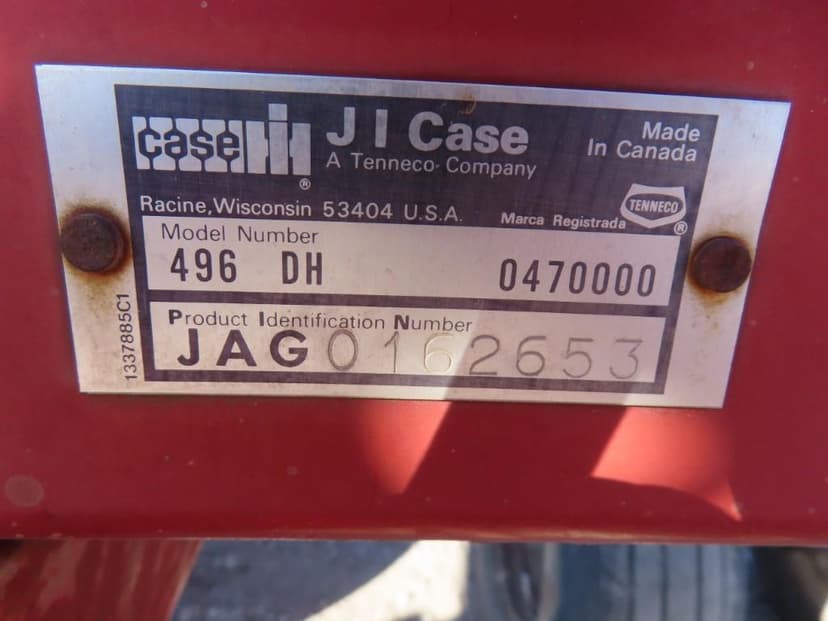 case IH ®
J I Case
A Tenneco Company
Made
In Canada
Racine, Wisconsin 53404 U.S.A.
Marca Registrada
TENNECO ®
Model Number
496 DH 0470000
Product Identification Number
JAG0162653
1337885C1